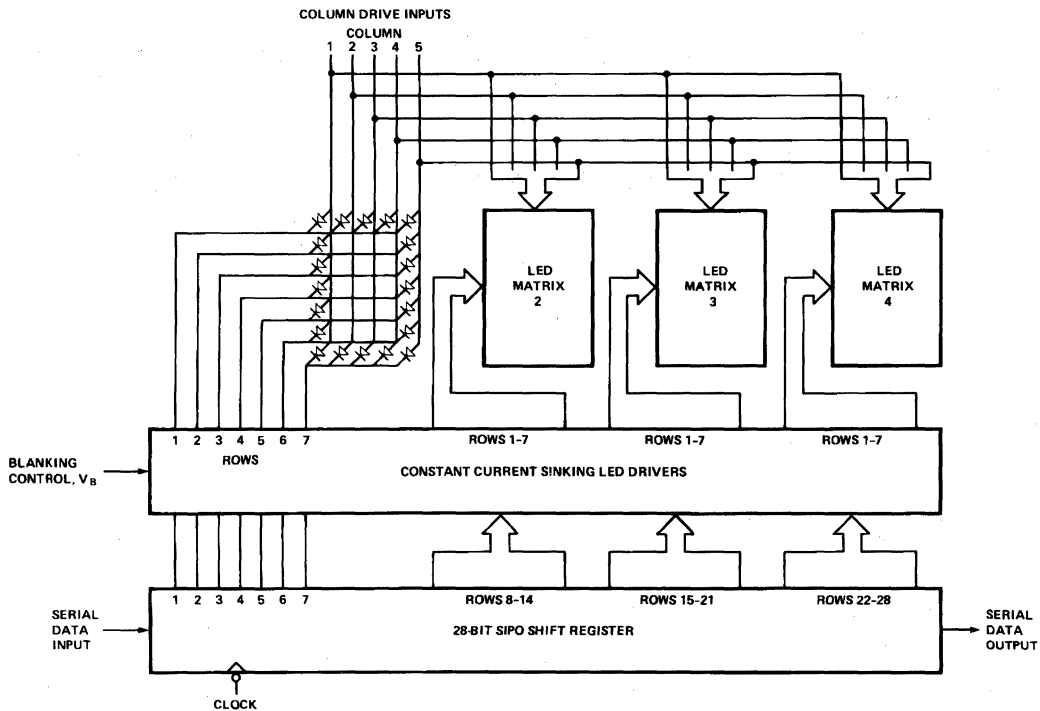 COLUMN DRIVE INPUTS
COLUMN
1 2 3 4 5
LED
MATRIX
2
LED
MATRIX
3
LED
MATRIX
4
1 2 3 4 5 6 7
ROWS
ROWS 1-7
ROWS 1-7
ROWS 1-7
BLANKING
CONTROL, VB
CONSTANT CURRENT SINKING LED DRIVERS
1 2 3 4 5 6 7
ROWS 8-14
ROWS 15-21
ROWS 22-28
SERIAL
DATA
INPUT
28-BIT SIPO SHIFT REGISTER
SERIAL
DATA
OUTPUT
CLOCK